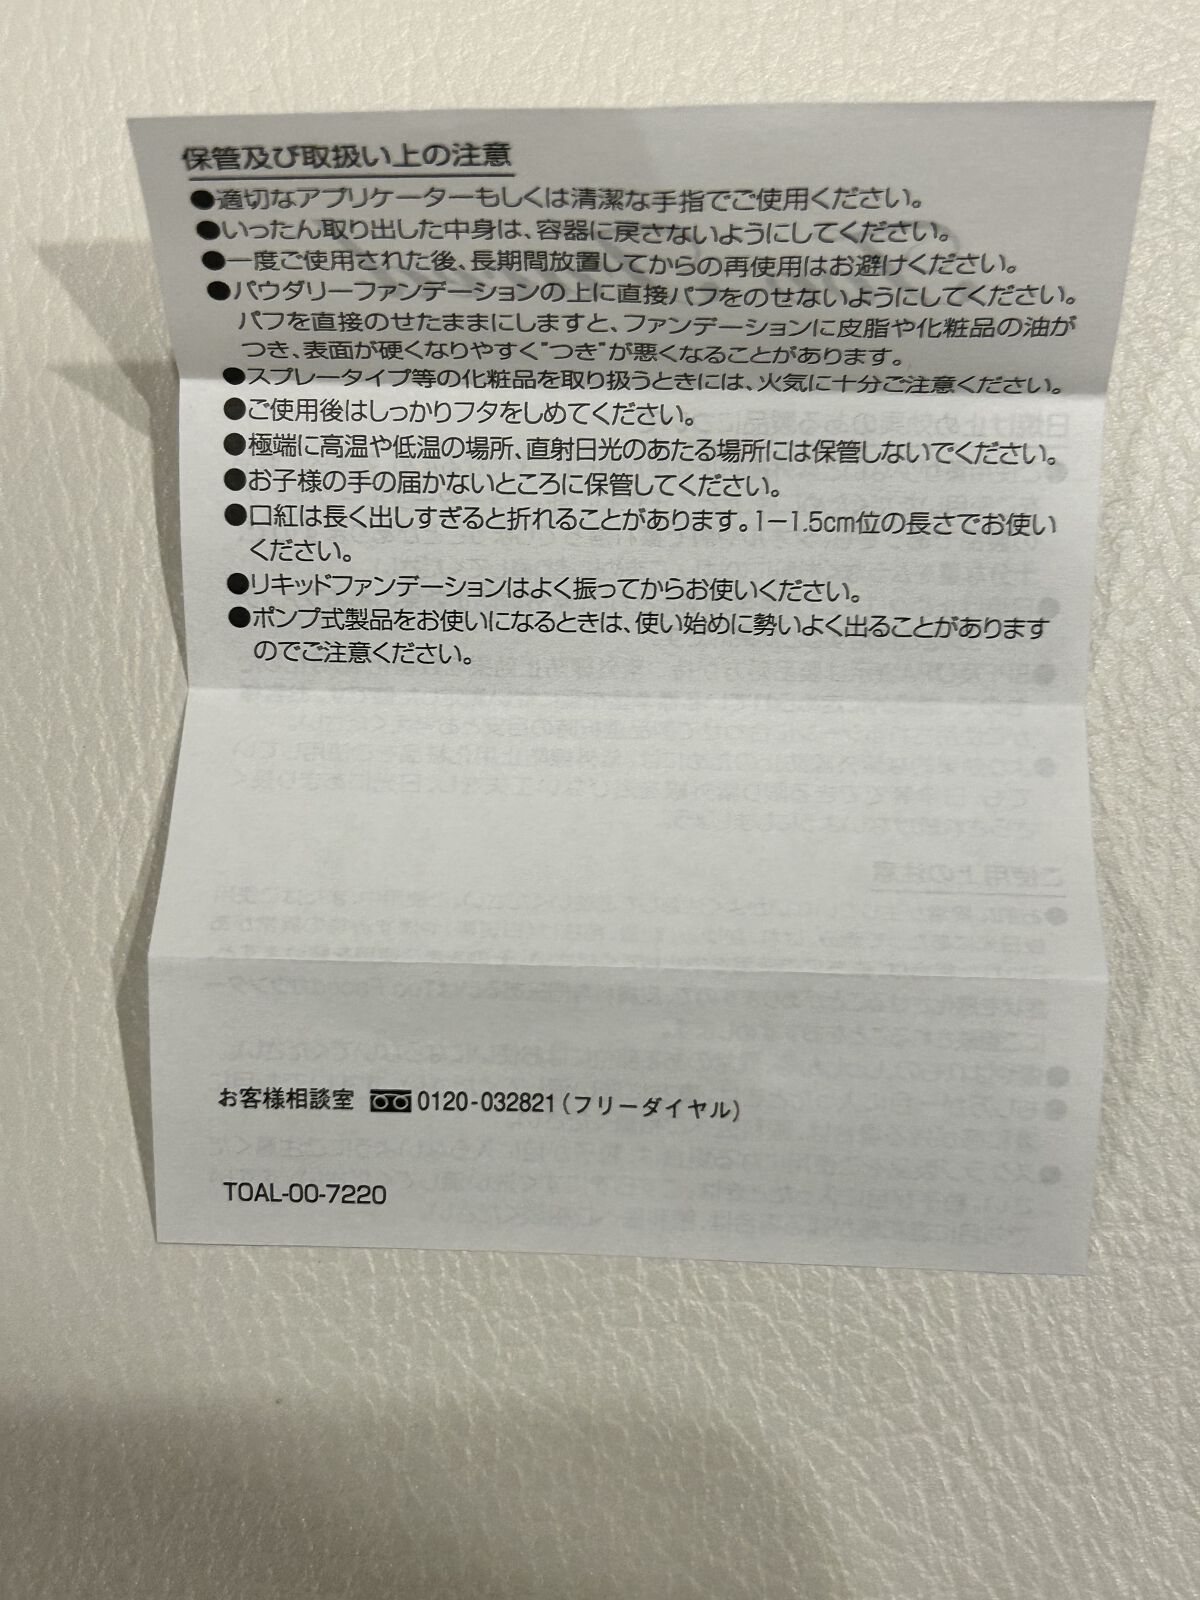 保管及び取扱い上の注意
●適切なアプリケーターもしくは清潔な手指でご使用ください。
●いったん取り出した中身は、容器に戻さないようにしてください。
●一度ご使用された後、長期間放置してからの再使用はお避けください。
●パウダリーファンデーションの上に直接パフをのせないようにしてください。
パフを直接のせたままにしますと、ファンデーションに皮脂や化粧品の油が
つき、表面が硬くなりやすく"つき"が悪くなることがあります。
●スプレータイプ等の化粧品を取り扱うときには、火気に十分ご注意ください。
●ご使用後はしっかりフタをしめてください。
●極端に高温や低温の場所、直射日光のあたる場所には保管しないでください。
●お子様の手の届かないところに保管してください。
●口紅は長く出しすぎると折れることがあります。1−1.5cm位の長さでお使い
ください。
●リキッドファンデーションはよく振ってからお使いください。
●ポンプ式製品をお使いになるときは、使い始めに勢いよく出ることがあります
のでご注意ください。
お客様相談室 0120-032821（フリーダイヤル）
TOAL-00-7220